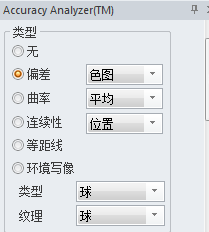 Accuracy Analyzer(TM)
类型
无
偏差 色图
曲率 平均
连续性 位置
等距线
环境写像
类型 球
纹理 球